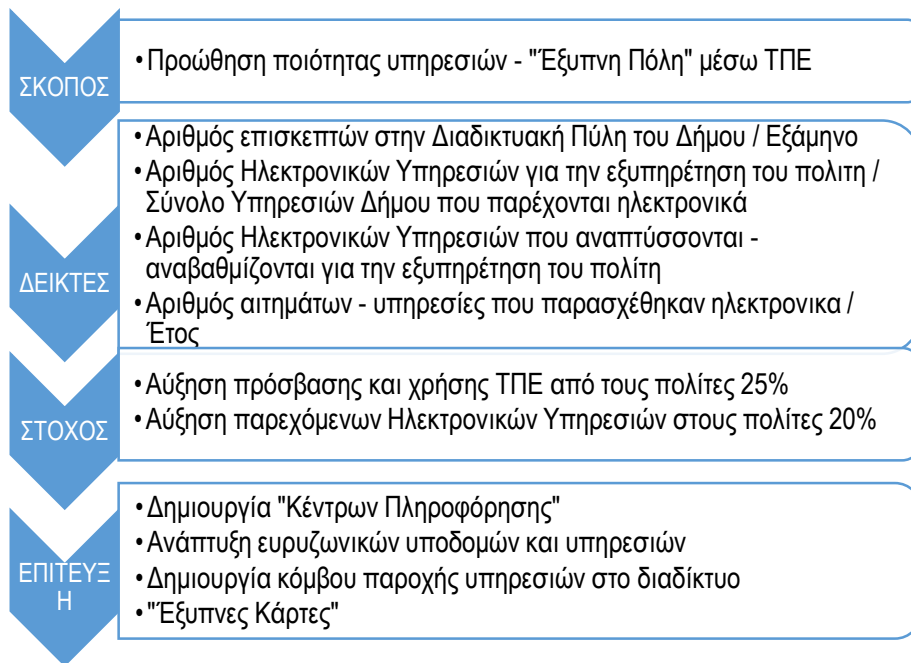 ΣΚΟΠΟΣ
•Προώθηση ποιότητας υπηρεσιών - "Έξυπνη Πόλη" μέσω ΤΠΕ
ΔΕΙΚΤΕΣ
•Αριθμός επισκεπτών στην Διαδικτυακή Πύλη του Δήμου / Εξάμηνο
•Αριθμός Ηλεκτρονικών Υπηρεσιών για την εξυπηρέτηση του πολιτη /
Σύνολο Υπηρεσιών Δήμου που παρέχονται ηλεκτρονικά
•Αριθμός Ηλεκτρονικών Υπηρεσιών που αναπτύσσονται -
αναβαθμίζονται για την εξυπηρέτηση του πολίτη
•Αριθμός αιτημάτων - υπηρεσίες που παρασχέθηκαν ηλεκτρονικα /
Έτος
ΣΤΟΧΟΣ
•Αύξηση πρόσβασης και χρήσης ΤΠΕ από τους πολίτες 25%
•Αύξηση παρεχόμενων Ηλεκτρονικών Υπηρεσιών στους πολίτες 20%
ΕΠΙΤΕΥΞ
Η
•Δημιουργία "Κέντρων Πληροφόρησης"
•Ανάπτυξη ευρυζωνικών υποδομών και υπηρεσιών
•Δημιουργία κόμβου παροχής υπηρεσιών στο διαδίκτυο
•"Έξυπνες Κάρτες"